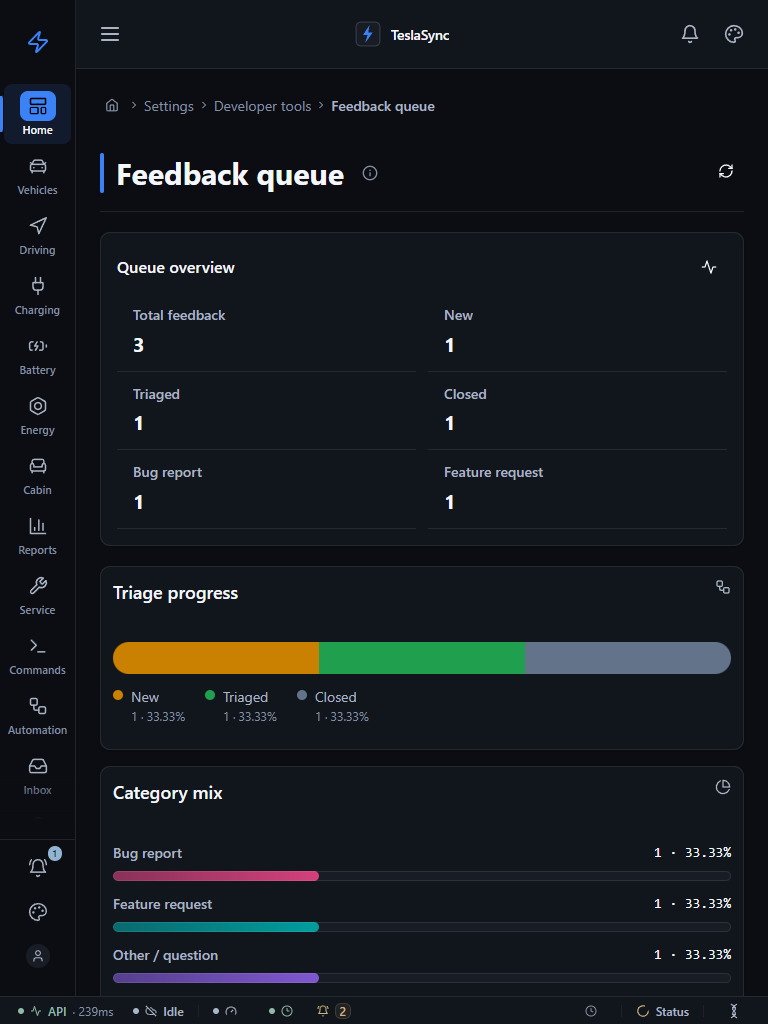 TeslaSync
Home
Vehicles
Driving
Charging
Battery
Energy
Cabin
Reports
Service
Commands
Automation
Inbox
1
Settings
Developer tools
Feedback queue
Feedback queue
Queue overview
Total feedback
3
New
1
Triaged
1
Closed
1
Bug report
1
Feature request
1
Triage progress
New
1 · 33.33%
Triaged
1 · 33.33%
Closed
1 · 33.33%
Category mix
Bug report
1 · 33.33%
Feature request
1 · 33.33%
Other / question
1 · 33.33%
API · 239ms
Idle
2
Status